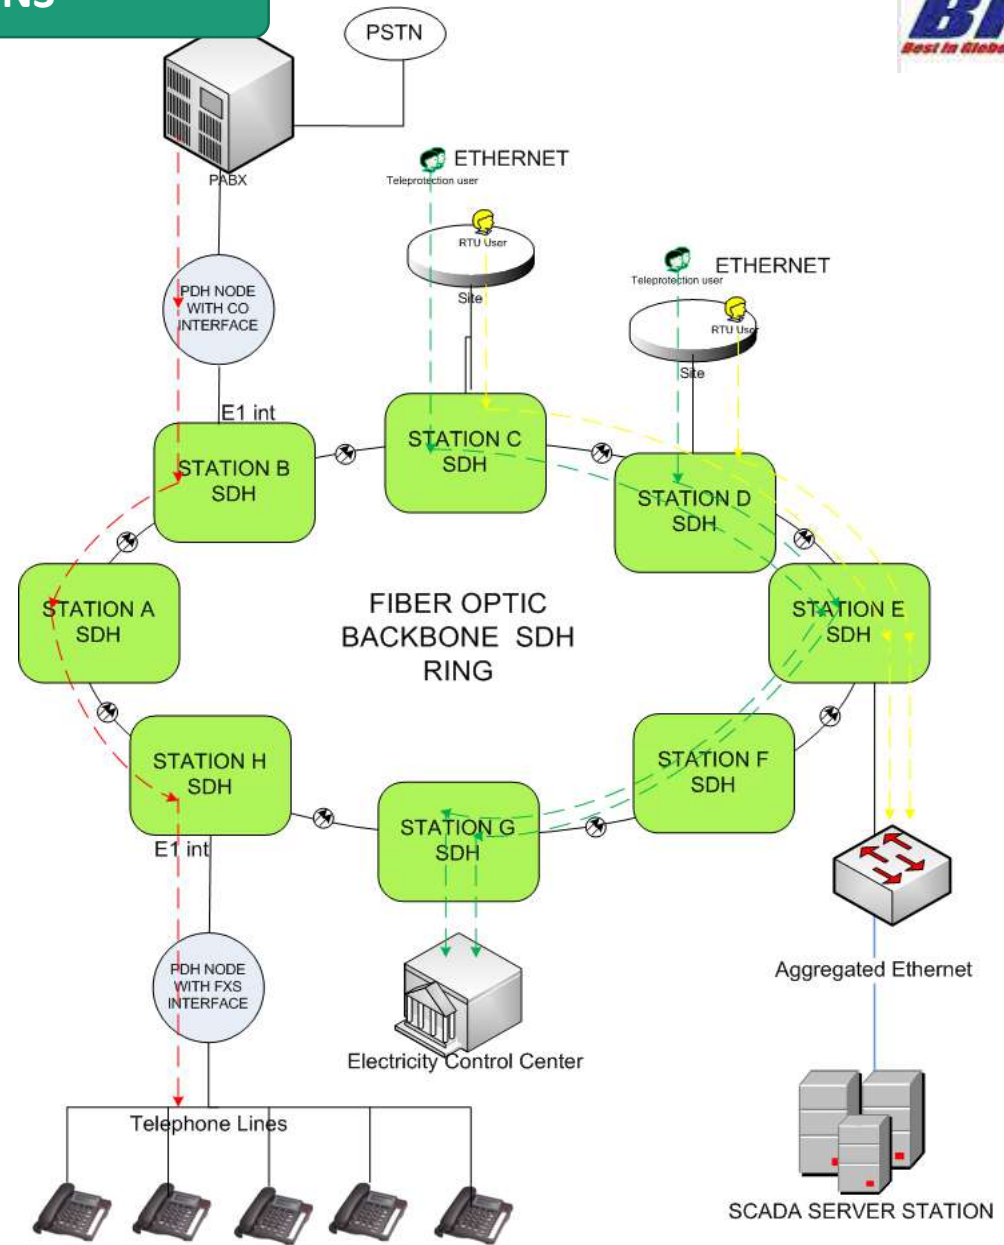 PSTN
PABX
ETHERNET
Teleprotection user
RTU User
Site
ETHERNET
Teleprotection user
RTU User
Site
PDH NODE
WITH CO
INTERFACE
E1 int
STATION B
SDH
STATION C
SDH
STATION D
SDH
STATION A
SDH
FIBER OPTIC
BACKBONE SDH
RING
STATION E
SDH
STATION H
SDH
STATION F
SDH
STATION G
SDH
E1 int
PDH NODE
WITH FXS
INTERFACE
Electricity Control Center
Aggregated Ethernet
Telephone Lines
SCADA SERVER STATION